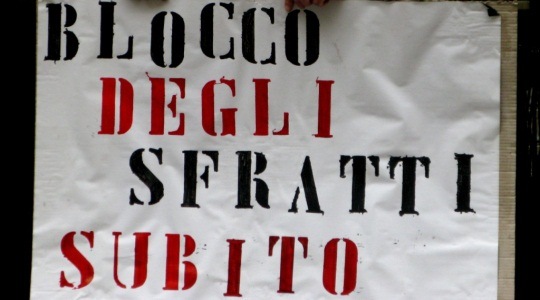 BLOCCO
DEGLI
SFRATTI
SUBITO